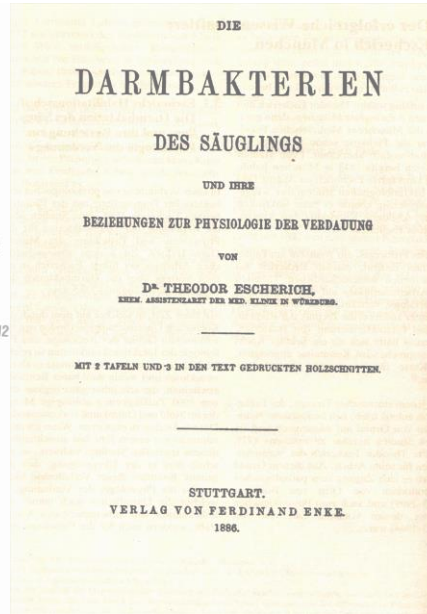 DIE
DARMBAKTERIEN
DES SÄUGLINGS
UND IHRE
BEZIEHUNGEN ZUR PHYSIOLOGIE DER VERDAUUNG
VON
DR. THEODOR ESCHERICH,
EHEM. ASSISTENZARZT DER MED. KLINIK IN WÜRZBURG.
MIT 2 TAFELN UND 3 IN DEN TEXT GEDRUCKTEN HOLZSCHNITTEN.
STUTTGART.
VERLAG VON FERDINAND ENKE.
1886.